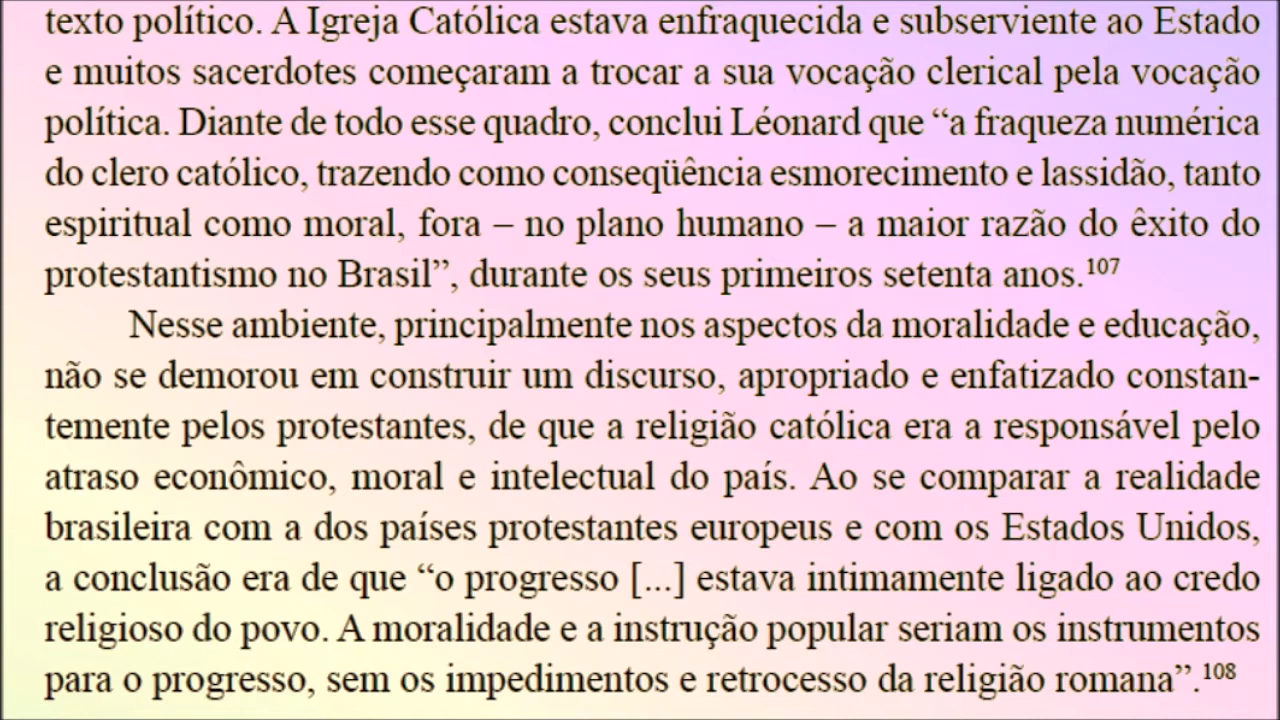 texto político. A Igreja Católica estava enfraquecida e subserviente ao Estado
e muitos sacerdotes começaram a trocar a sua vocação clerical pela vocação
política. Diante de todo esse quadro, conclui Léonard que “a fraqueza numérica
do clero católico, trazendo como conseqüência esmorecimento e lassidão, tanto
espiritual como moral, fora – no plano humano – a maior razão do êxito do
protestantismo no Brasil”, durante os seus primeiros setenta anos.107
Nesse ambiente, principalmente nos aspectos da moralidade e educação,
não se demorou em construir um discurso, apropriado e enfatizado constan-
temente pelos protestantes, de que a religião católica era a responsável pelo
atraso econômico, moral e intelectual do país. Ao se comparar a realidade
brasileira com a dos países protestantes europeus e com os Estados Unidos,
a conclusão era de que “o progresso [...] estava intimamente ligado ao credo
religioso do povo. A moralidade e a instrução popular seriam os instrumentos
para o progresso, sem os impedimentos e retrocesso da religião romana”.108